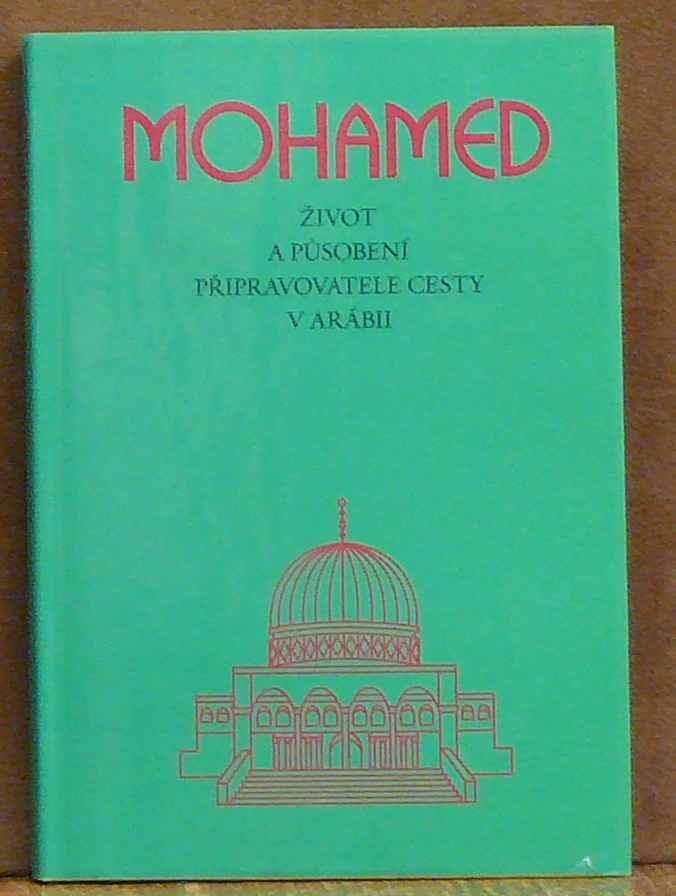 MOHAMED
ŽIVOT
A PŮSOBENÍ
PŘIPRAVOVATELE CESTY
V ARÁBII